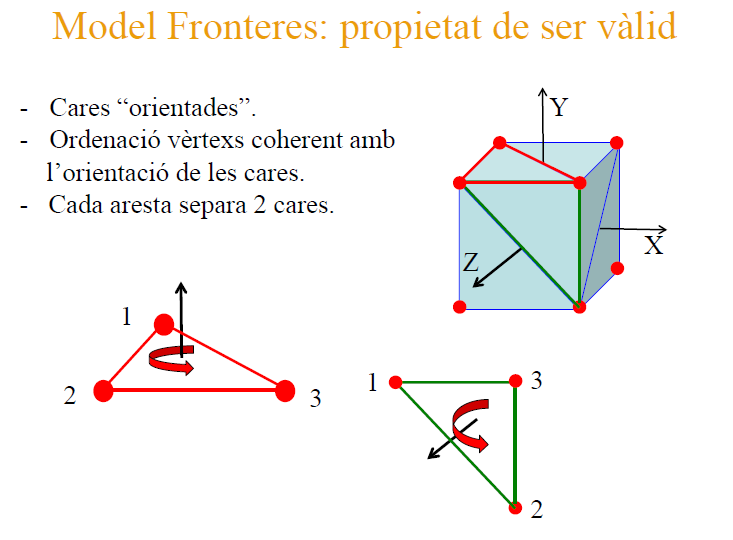 Model Fronteres: propietat de ser vàlid
- Cares “orientades”.
- Ordenació vèrtexs coherent amb
l’orientació de les cares.
- Cada aresta separa 2 cares.
Y
X
Z
1
2
3
1
3
2